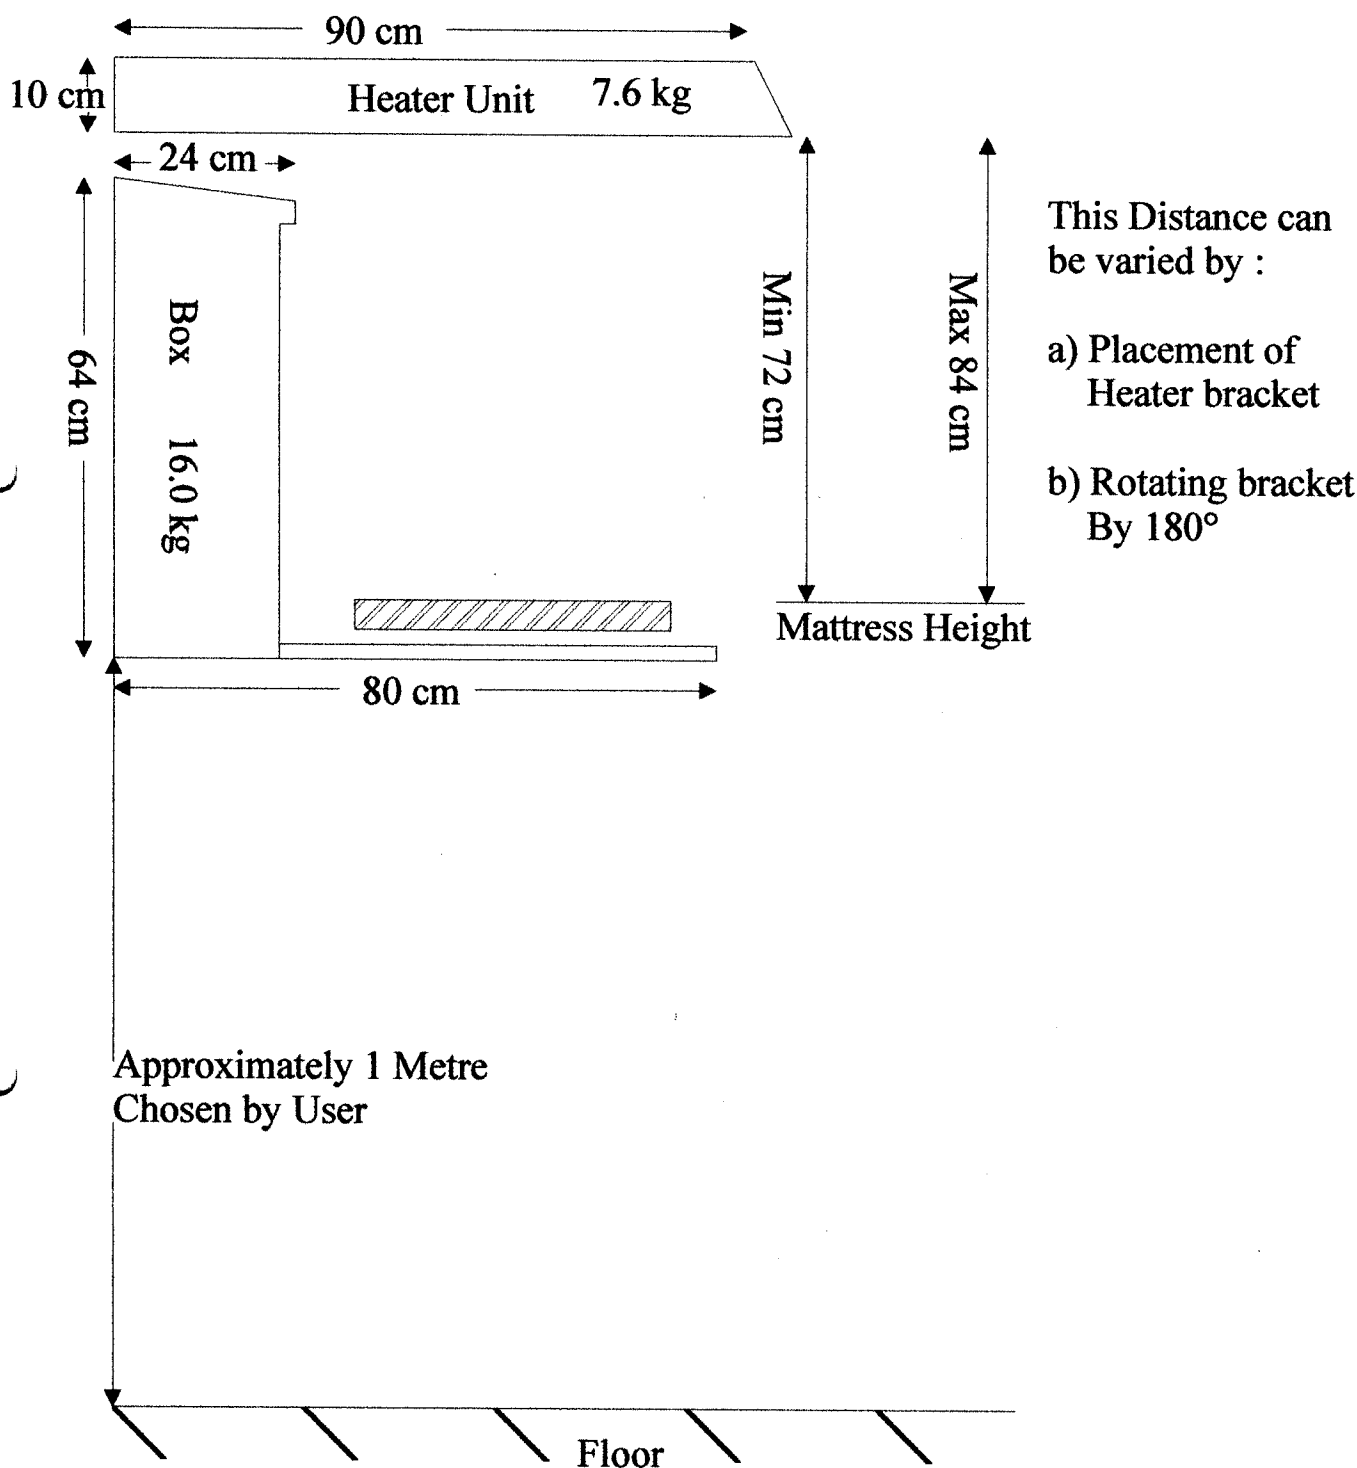 90 cm
10 cm
Heater Unit 7.6 kg
24 cm
64 cm
Box 16.0 kg
Min 72 cm
Max 84 cm
This Distance can
be varied by :
a) Placement of
Heater bracket
b) Rotating bracket
By 180°
Mattress Height
80 cm
Approximately 1 Metre
Chosen by User
Floor